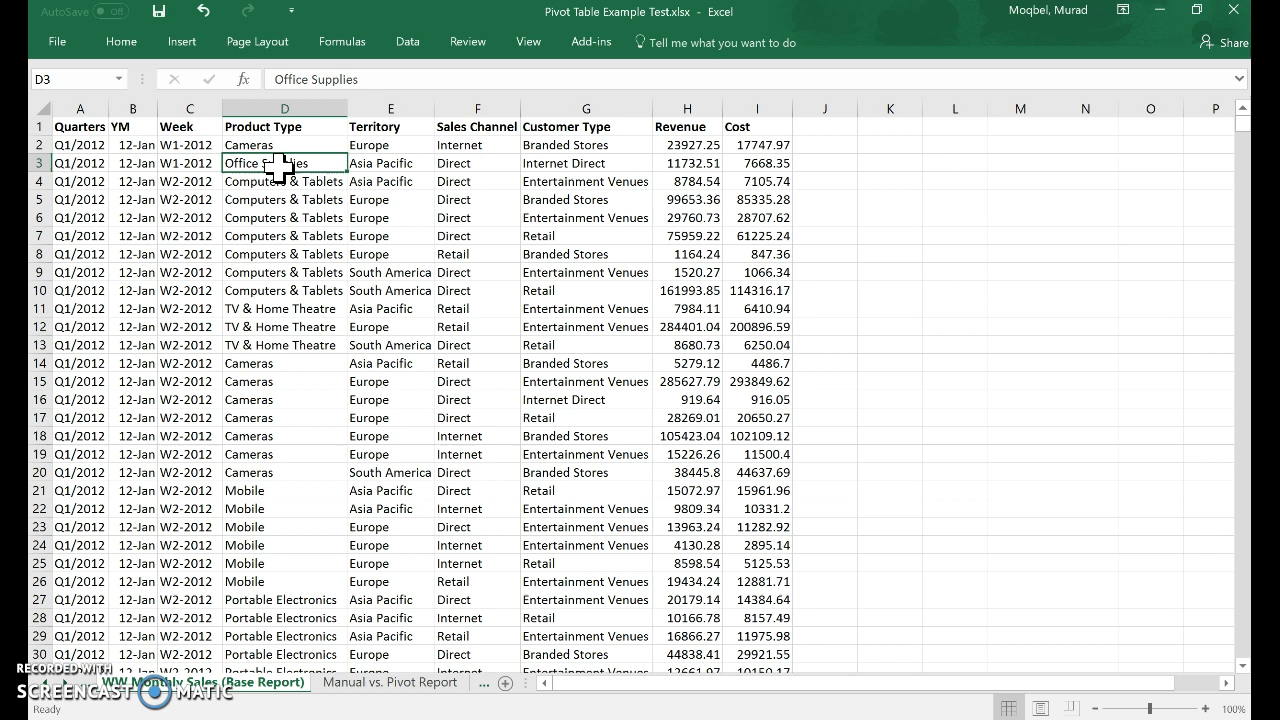 AutoSave Off Pivot Table Example Test.xlsx - Excel Moqbel, Murad
File Home Insert Page Layout Formulas Data Review View Add-ins Tell me what you want to do Share
D3 fx Office Supplies
A B C D E F G H I J K L M N O P
1 Quarters YM Week Product Type Territory Sales Channel Customer Type Revenue Cost
2 Q1/2012 12-Jan W1-2012 Cameras Europe Internet Branded Stores 23927.25 17747.97
3 Q1/2012 12-Jan W1-2012 Office Supplies Asia Pacific Direct Internet Direct 11732.51 7668.35
4 Q1/2012 12-Jan W2-2012 Computers & Tablets Asia Pacific Direct Entertainment Venues 8784.54 7105.74
5 Q1/2012 12-Jan W2-2012 Computers & Tablets Europe Direct Branded Stores 99653.36 85335.28
6 Q1/2012 12-Jan W2-2012 Computers & Tablets Europe Direct Entertainment Venues 29760.73 28707.62
7 Q1/2012 12-Jan W2-2012 Computers & Tablets Europe Direct Retail 75959.22 61225.24
8 Q1/2012 12-Jan W2-2012 Computers & Tablets Europe Retail Branded Stores 1164.24 847.36
9 Q1/2012 12-Jan W2-2012 Computers & Tablets South America Direct Entertainment Venues 1520.27 1066.34
10 Q1/2012 12-Jan W2-2012 Computers & Tablets South America Direct Retail 161993.85 114316.17
11 Q1/2012 12-Jan W2-2012 TV & Home Theatre Asia Pacific Retail Entertainment Venues 7984.11 6410.94
12 Q1/2012 12-Jan W2-2012 TV & Home Theatre Europe Retail Entertainment Venues 284401.04 200896.59
13 Q1/2012 12-Jan W2-2012 TV & Home Theatre South America Direct Retail 8680.73 6250.04
14 Q1/2012 12-Jan W2-2012 Cameras Asia Pacific Retail Branded Stores 5279.12 4486.7
15 Q1/2012 12-Jan W2-2012 Cameras Europe Direct Entertainment Venues 285627.79 293849.62
16 Q1/2012 12-Jan W2-2012 Cameras Europe Direct Internet Direct 919.64 916.05
17 Q1/2012 12-Jan W2-2012 Cameras Europe Direct Retail 28269.01 20650.27
18 Q1/2012 12-Jan W2-2012 Cameras Europe Internet Branded Stores 105423.04 102109.12
19 Q1/2012 12-Jan W2-2012 Cameras Europe Internet Entertainment Venues 15226.26 11500.4
20 Q1/2012 12-Jan W2-2012 Cameras South America Direct Branded Stores 38445.8 44637.69
21 Q1/2012 12-Jan W2-2012 Mobile Asia Pacific Direct Retail 15072.97 15961.96
22 Q1/2012 12-Jan W2-2012 Mobile Asia Pacific Internet Entertainment Venues 9809.34 10331.2
23 Q1/2012 12-Jan W2-2012 Mobile Europe Direct Entertainment Venues 13963.24 11282.92
24 Q1/2012 12-Jan W2-2012 Mobile Europe Internet Entertainment Venues 4130.28 2895.14
25 Q1/2012 12-Jan W2-2012 Mobile Europe Internet Retail 8598.54 5125.53
26 Q1/2012 12-Jan W2-2012 Mobile Europe Retail Entertainment Venues 19434.24 12881.71
27 Q1/2012 12-Jan W2-2012 Portable Electronics Asia Pacific Direct Entertainment Venues 20179.14 14384.64
28 Q1/2012 12-Jan W2-2012 Portable Electronics Asia Pacific Internet Retail 10166.78 8157.49
29 Q1/2012 12-Jan W2-2012 Portable Electronics Asia Pacific Retail Entertainment Venues 16866.27 11975.98
30 Q1/2012 12-Jan W2-2012 Portable Electronics Europe Direct Branded Stores 44838.41 29921.55
Portable Electronics Europe Internet Entertainment Venues 12661.97 10150.17
RECORDED WITH
SCREENCAST MATIC
WW Monthly Sales (Base Report) Manual vs. Pivot Report ...
Ready 100%